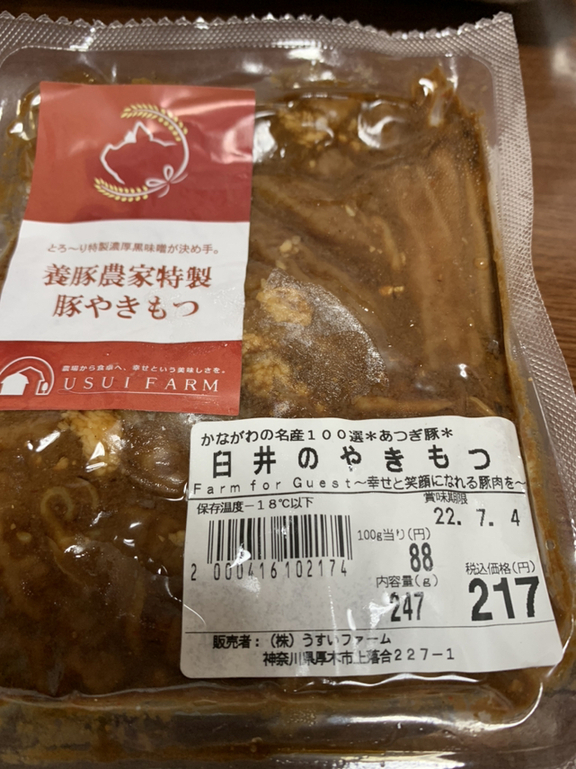 とろ〜り特製濃厚黒味噌が決め手。
養豚農家特製
豚やきもつ
農場から食卓へ、幸せという美味しさを。
USUI FARM
かながわの名産100選＊あつぎ豚＊
臼井のやきもつ
Farm for Guest〜幸せと笑顔になれる豚肉を〜
保存温度−18℃以下
賞味期限
22.7.4
100g当り(円)
88
2 000416 102174
内容量(g)
247
税込価格(円)
217
販売者：(株)うすいファーム
神奈川県厚木市上落合227−1